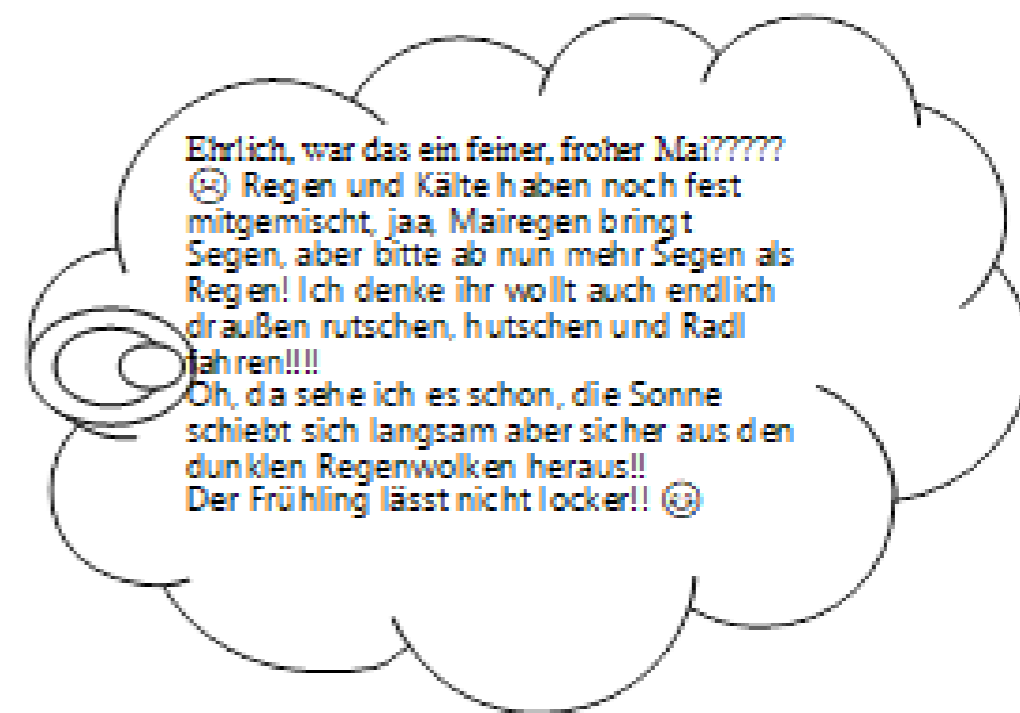 Ehrlich, war das ein feiner, froher Mai?????
☹ Regen und Kälte haben noch fest
mitgemischt, jaa, Mairegen bringt
Segen, aber bitte ab nun mehr Segen als
Regen! Ich denke ihr wollt auch endlich
draußen rutschen, hutschen und Radl
fahren!!!!
Oh, da sehe ich es schon, die Sonne
schiebt sich langsam aber sicher aus den
dunklen Regenwolken heraus!!
Der Frühling lässt nicht locker!! ☺